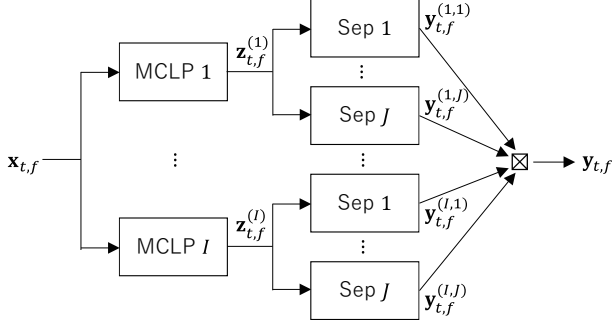 Sep 1
𝐲_{t,f}^{(1,1)}
𝐳_{t,f}^{(1)}
MCLP 1
⋮
Sep J
𝐲_{t,f}^{(1,J)}
𝐱_{t,f}
⋮
⋮
𝐲_{t,f}
Sep 1
𝐲_{t,f}^{(I,1)}
𝐳_{t,f}^{(I)}
MCLP I
⋮
Sep J
𝐲_{t,f}^{(I,J)}